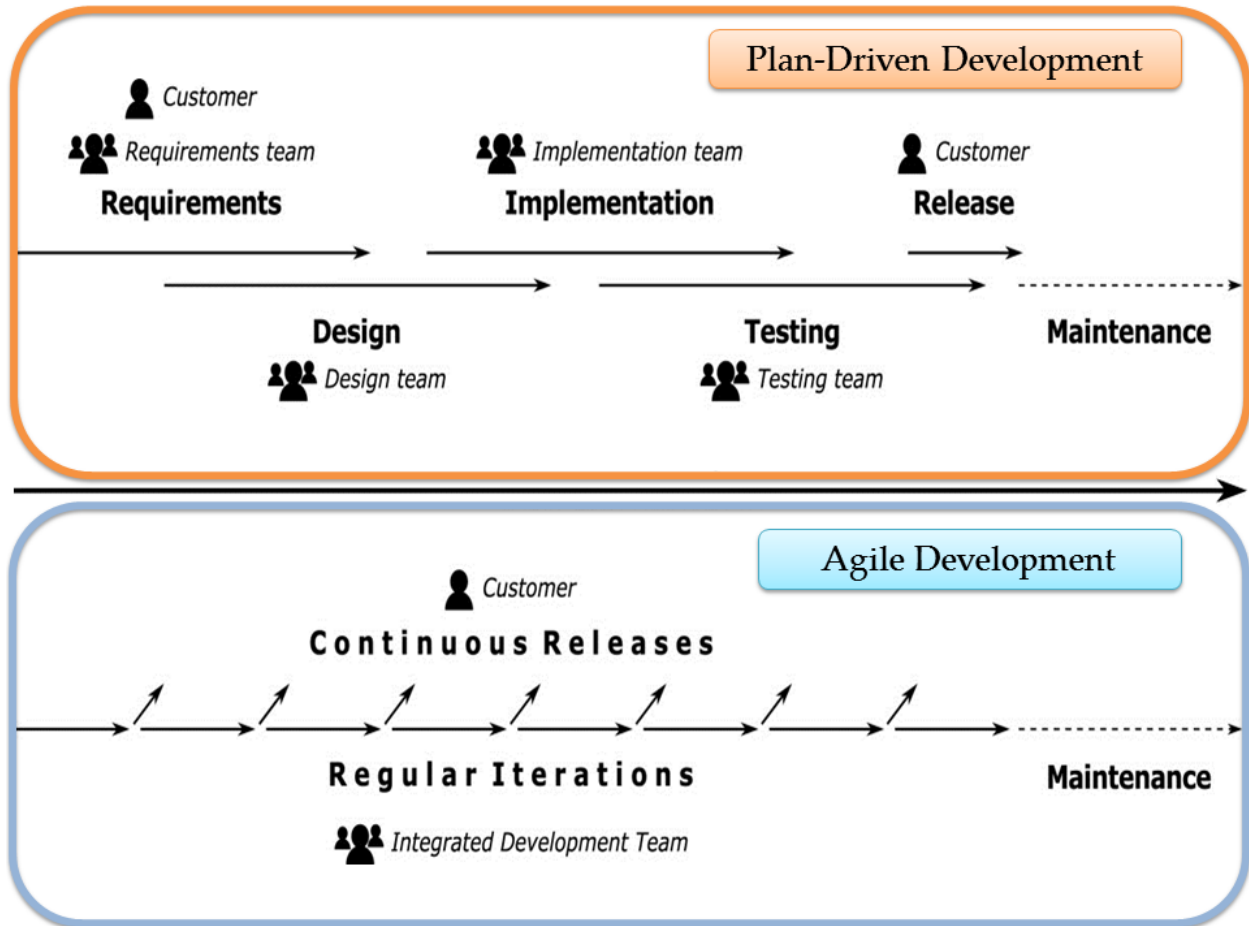 Plan-Driven Development
Customer
Requirements team
Requirements
Implementation team
Implementation
Customer
Release
Design
Design team
Testing
Testing team
Maintenance
Agile Development
Customer
Continuous Releases
Regular Iterations
Integrated Development Team
Maintenance